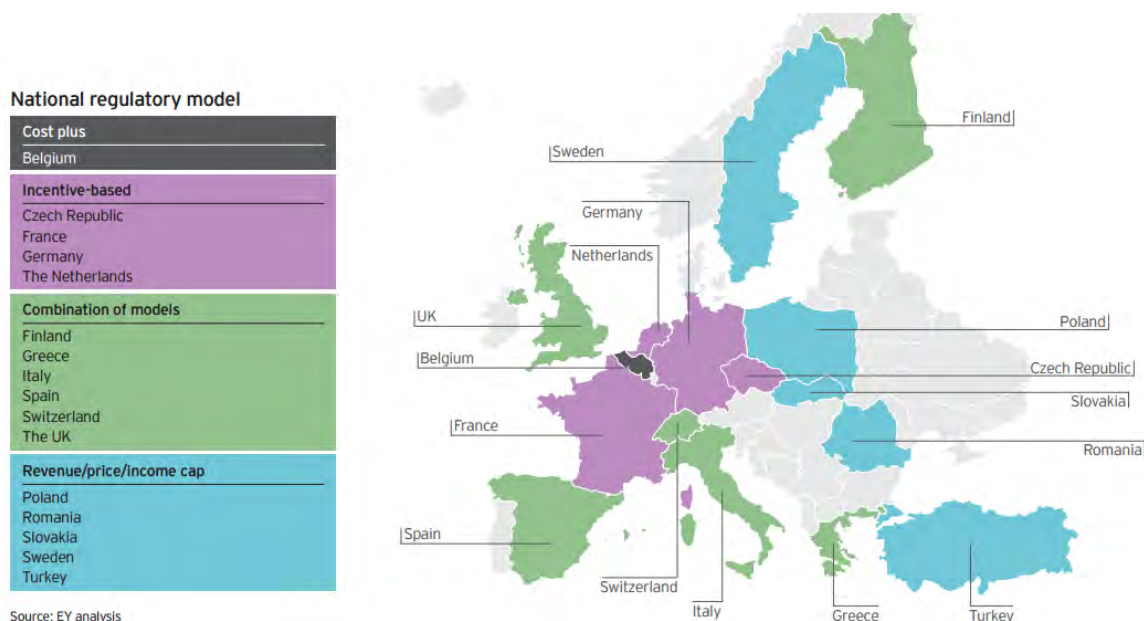 National regulatory model
Cost plus
Belgium
Incentive-based
Czech Republic
France
Germany
The Netherlands
Combination of models
Finland
Greece
Italy
Spain
Switzerland
The UK
Revenue/price/income cap
Poland
Romania
Slovakia
Sweden
Turkey
Source: EY analysis
Finland
Sweden
Germany
Netherlands
UK
Poland
Belgium
Czech Republic
Slovakia
France
Romania
Spain
Switzerland
Italy
Greece
Turkey